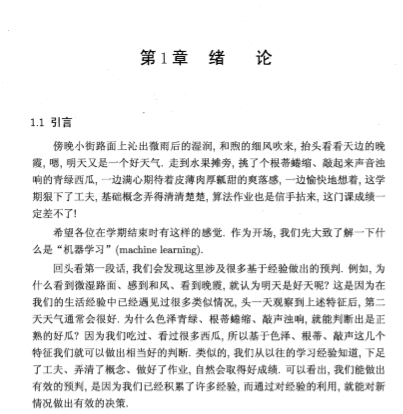 第1章 绪 论
1.1 引言
傍晚小街路面上沁出微雨后的湿润, 和煦的细风吹来, 抬头看看天边的晚
霞, 嗯, 明天又是一个好天气. 走到水果摊旁, 挑了个根蒂蜷缩、敲起来声音浊
响的青绿西瓜, 一边满心期待着皮薄肉厚瓤甜的爽落感, 一边愉快地想着, 这学
期狠下了工夫, 基础概念弄得清清楚楚, 算法作业也是信手拈来, 这门课成绩一
定差不了!
希望各位在学期结束时有这样的感觉. 作为开场, 我们先大致了解一下什
么是“机器学习”(machine learning).
回头看第一段话, 我们会发现这里涉及很多基于经验做出的预判. 例如, 为
什么看到微湿路面、感到和风、看到晚霞, 就认为明天是好天呢? 这是因为在
我们的生活经验中已经遇见过很多类似情况, 头一天观察到上述特征后, 第二
天天气通常会很好. 为什么色泽青绿、根蒂蜷缩、敲声浊响, 就能判断出是正
熟的好瓜? 因为我们吃过、看过很多西瓜, 所以基于色泽、根蒂、敲声这几个
特征我们就可以做出相当好的判断. 类似的, 我们从以往的学习经验知道, 下足
了工夫、弄清了概念、做好了作业, 自然会取得好成绩. 可以看出, 我们能做出
有效的预判, 是因为我们已经积累了许多经验, 而通过对经验的利用, 就能对新
情况做出有效的决策.